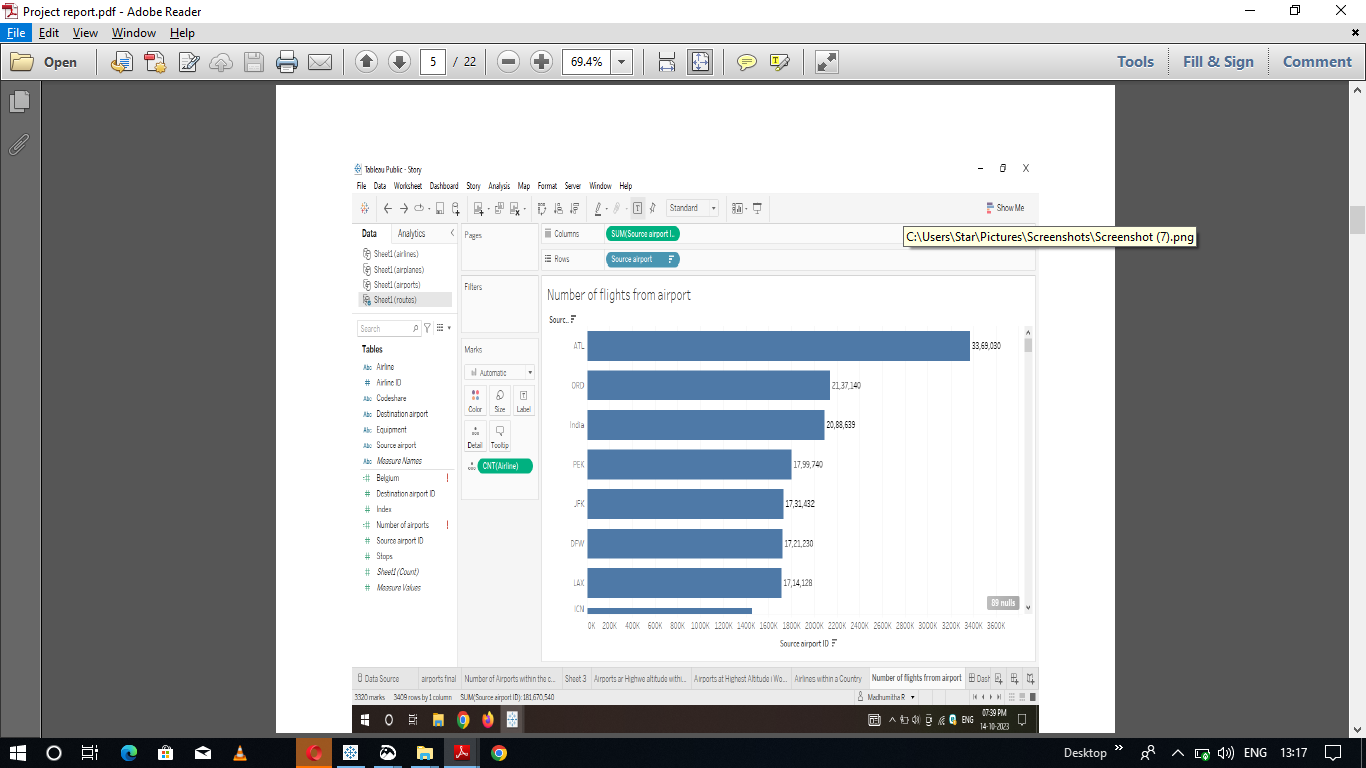 Project report.pdf - Adobe Reader
File Edit View Window Help
Open 5 / 22 69.4% Tools Fill & Sign Comment
Tableau Public - Story
File Data Worksheet Dashboard Story Analysis Map Format Server Window Help
Standard Show Me
Data Analytics
Sheet1 (airlines)
Sheet1 (airplanes)
Sheet1 (airports)
Sheet1 (routes)
Search
Tables
Abc Airline
# Airline ID
Abc Codeshare
Abc Destination airport
Abc Equipment
Abc Source airport
Abc Measure Names
Belgium
# Destination airport ID
# Index
Number of airports
# Source airport ID
# Stops
# Sheet1 (Count)
# Measure Values
Pages
Filters
Marks
Automatic
Color Size Label
Detail Tooltip
CNT(Airline)
Columns SUM(Source airport I..
Rows Source airport
C:\Users\Star\Pictures\Screenshots\Screenshot (7).png
Number of flights from airport
Sourc..
ATL 33,69,030
ORD 21,37,140
India 20,88,639
PEK 17,99,740
JFK 17,31,432
DFW 17,21,230
LAX 17,14,128
ICN
89 nulls
0K 200K 400K 600K 800K 1000K 1200K 1400K 1600K 1800K 2000K 2200K 2400K 2600K 2800K 3000K 3200K 3400K 3600K
Source airport ID
Data Source airports final Number of Airports within the c... Sheet 3 Airports ar Highwe altitude withi... Airports at Highest Altitude i Wo... Airlines within a Country Number of flights frrom airport Dash
3320 marks 3409 rows by 1 column SUM(Source airport ID): 181,670,540 Madhumitha R
ENG 07:39 PM
14-10-2023
Desktop ENG 13:17